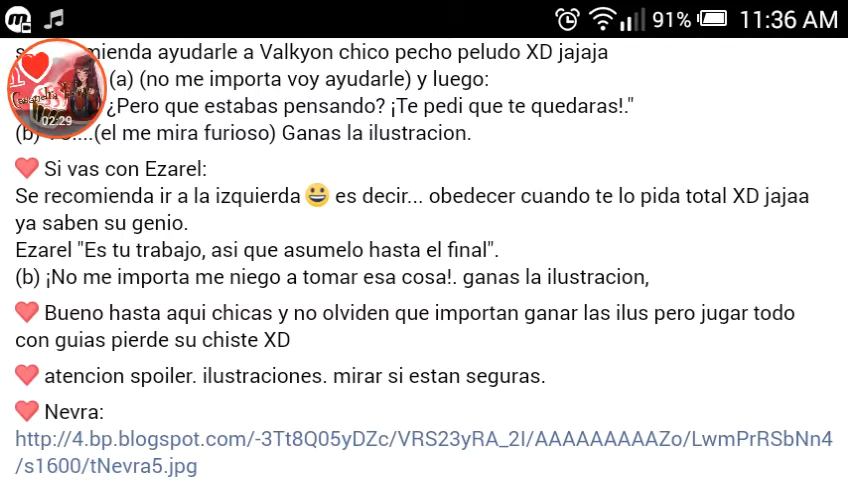 91% 11:36 AM
mienda ayudarle a Valkyon chico pecho peludo XD jajaja
(a) (no me importa voy ayudarle) y luego:
¿Pero que estabas pensando? ¡Te pedi que te quedaras!."
02:29
(b) ....(el me mira furioso) Ganas la ilustracion.
Si vas con Ezarel:
Se recomienda ir a la izquierda 😀 es decir... obedecer cuando te lo pida total XD jajaa
ya saben su genio.
Ezarel "Es tu trabajo, asi que asumelo hasta el final".
(b) ¡No me importa me niego a tomar esa cosa!. ganas la ilustracion,
Bueno hasta aqui chicas y no olviden que importan ganar las ilus pero jugar todo
con guias pierde su chiste XD
atencion spoiler. ilustraciones. mirar si estan seguras.
Nevra:
http://4.bp.blogspot.com/-3Tt8Q05yDZc/VRS23yRA_2I/AAAAAAAAAZo/LwmPrRSbNn4
/s1600/tNevra5.jpg